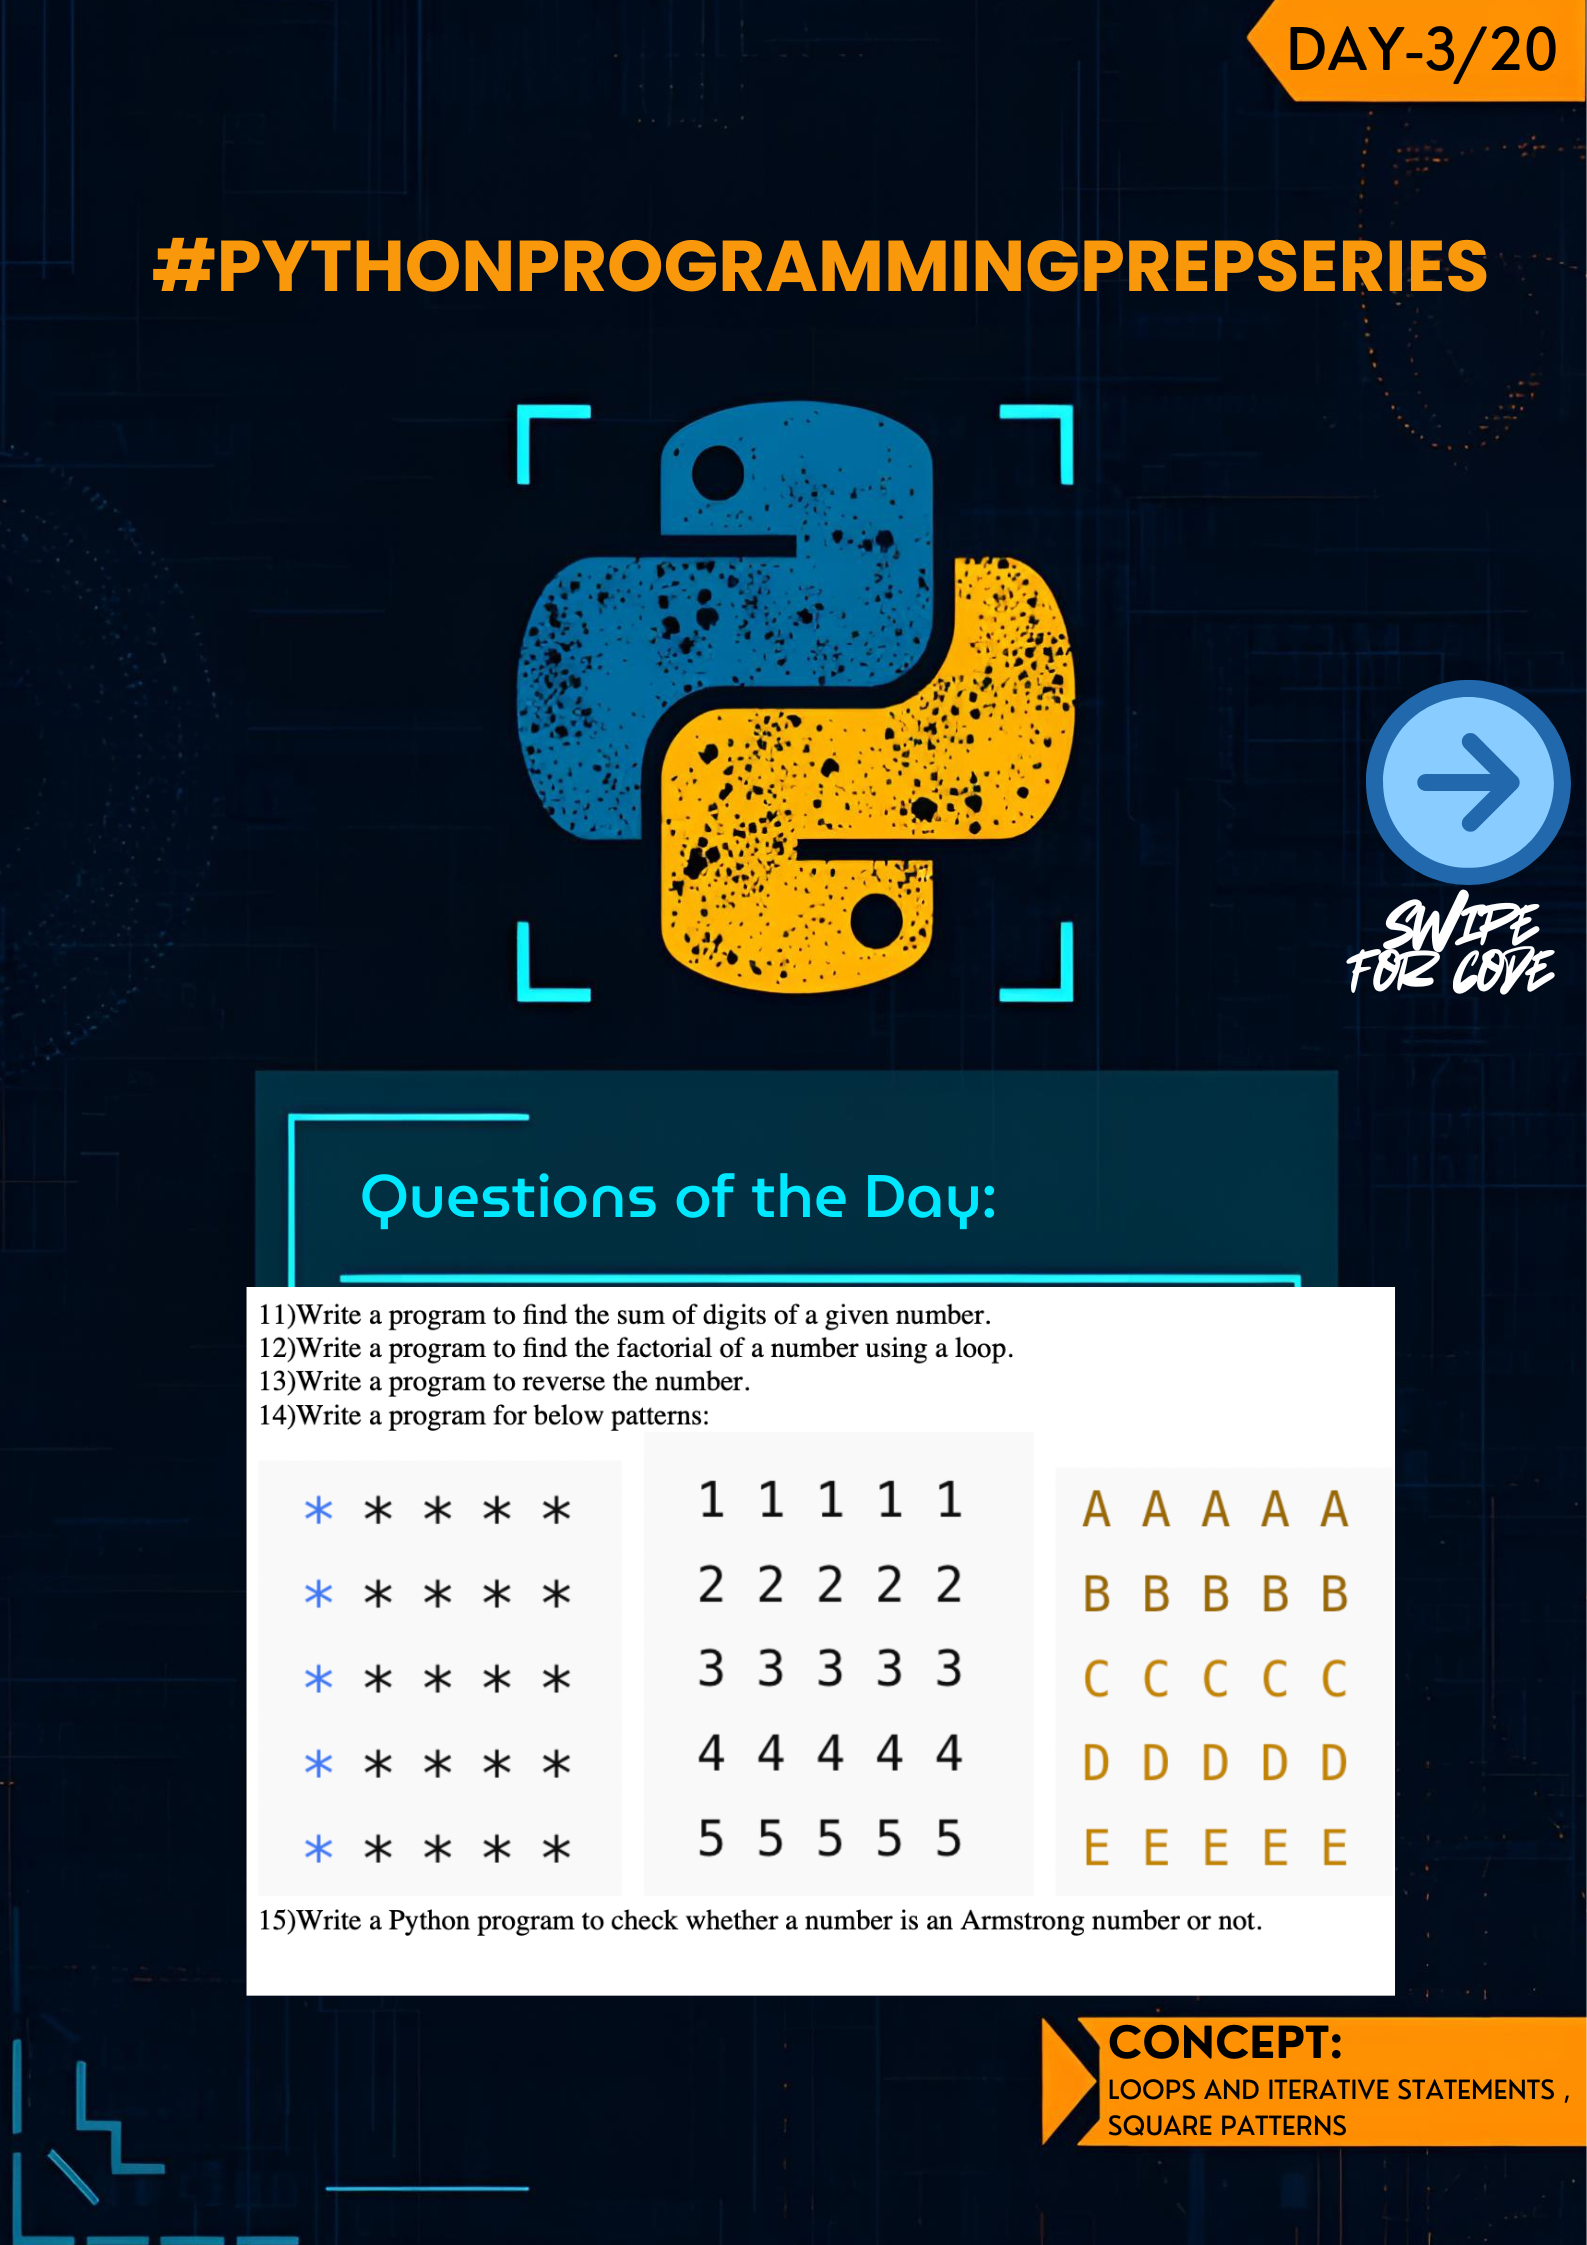 DAY-3/20
#PYTHONPROGRAMMINGPREPSERIES
SWIPE
FOR CODE
Questions of the Day:
11)Write a program to find the sum of digits of a given number.
12)Write a program to find the factorial of a number using a loop.
13)Write a program to reverse the number.
14)Write a program for below patterns:
* * * * *
* * * * *
* * * * *
* * * * *
* * * * *
1 1 1 1 1
2 2 2 2 2
3 3 3 3 3
4 4 4 4 4
5 5 5 5 5
A A A A A
B B B B B
C C C C C
D D D D D
E E E E E
15)Write a Python program to check whether a number is an Armstrong number or not.
CONCEPT:
LOOPS AND ITERATIVE STATEMENTS ,
SQUARE PATTERNS